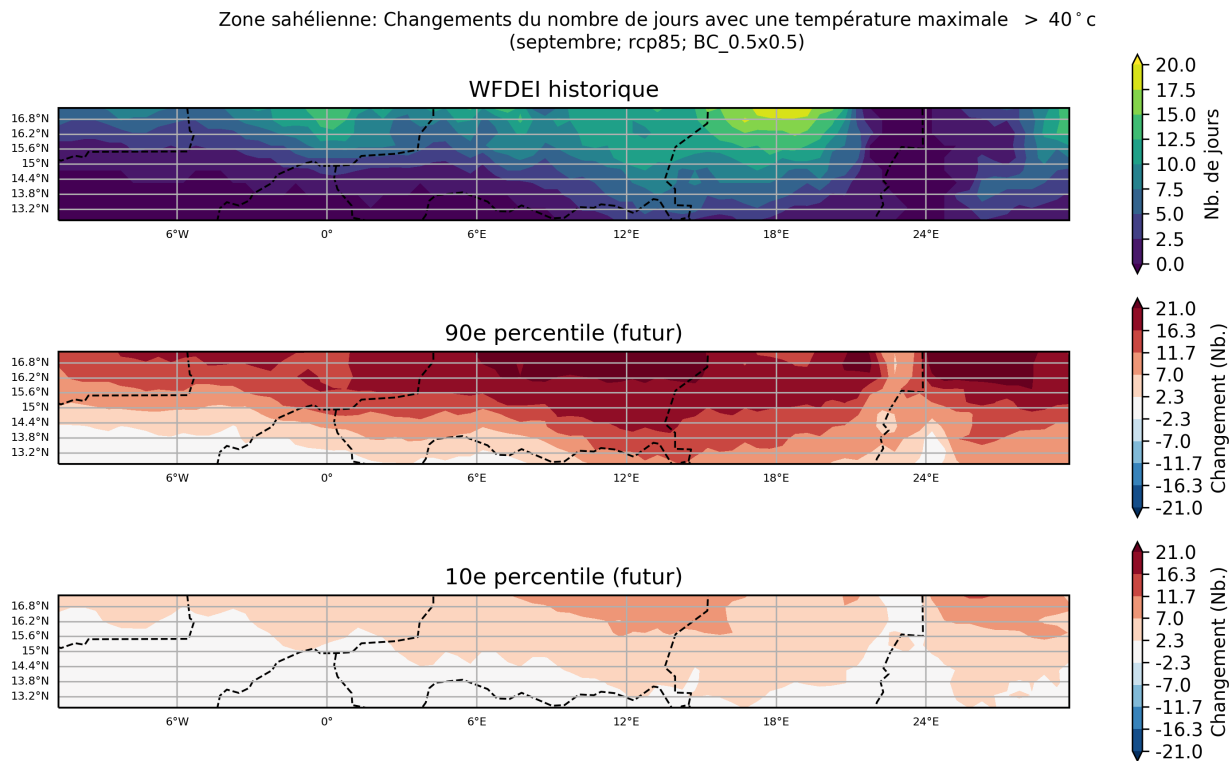 Zone sahélienne: Changements du nombre de jours avec une température maximale > 40°c
(septembre; rcp85; BC_0.5x0.5)
WFDEI historique
16.8°N
16.2°N
15.6°N
15°N
14.4°N
13.8°N
13.2°N
6°W 0° 6°E 12°E 18°E 24°E
20.0
17.5
15.0
12.5
10.0
7.5
5.0
2.5
0.0
Nb. de jours
90e percentile (futur)
16.8°N
16.2°N
15.6°N
15°N
14.4°N
13.8°N
13.2°N
6°W 0° 6°E 12°E 18°E 24°E
21.0
16.3
11.7
7.0
2.3
-2.3
-7.0
-11.7
-16.3
-21.0
Changement (Nb.)
10e percentile (futur)
16.8°N
16.2°N
15.6°N
15°N
14.4°N
13.8°N
13.2°N
6°W 0° 6°E 12°E 18°E 24°E
21.0
16.3
11.7
7.0
2.3
-2.3
-7.0
-11.7
-16.3
-21.0
Changement (Nb.)